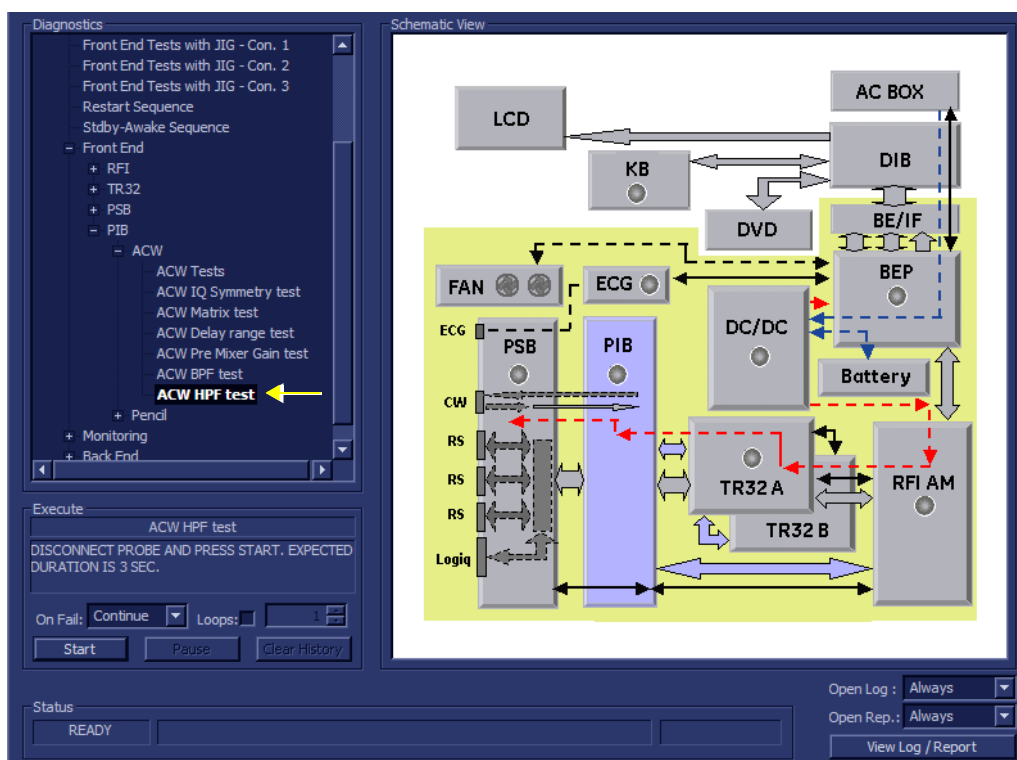 Diagnostics
Front End Tests with JIG - Con. 1
Front End Tests with JIG - Con. 2
Front End Tests with JIG - Con. 3
Restart Sequence
Stdby-Awake Sequence
Front End
RFI
TR32
PSB
PIB
ACW
ACW Tests
ACW IQ Symmetry test
ACW Matrix test
ACW Delay range test
ACW Pre Mixer Gain test
ACW BPF test
ACW HPF test
Pencil
Monitoring
Back End
Execute
ACW HPF test
DISCONNECT PROBE AND PRESS START. EXPECTED
DURATION IS 3 SEC.
On Fail: Continue Loops: 1
Start Pause Clear History
Schematic View
AC BOX
LCD
DIB
KB
DVD
BE/IF
BEP
FAN
ECG
DC/DC
ECG
PSB
PIB
Battery
CW
RS
RS
RS
TR32 A
RFI AM
TR32 B
Logiq
Open Log : Always
Open Rep.: Always
View Log / Report
Status
READY